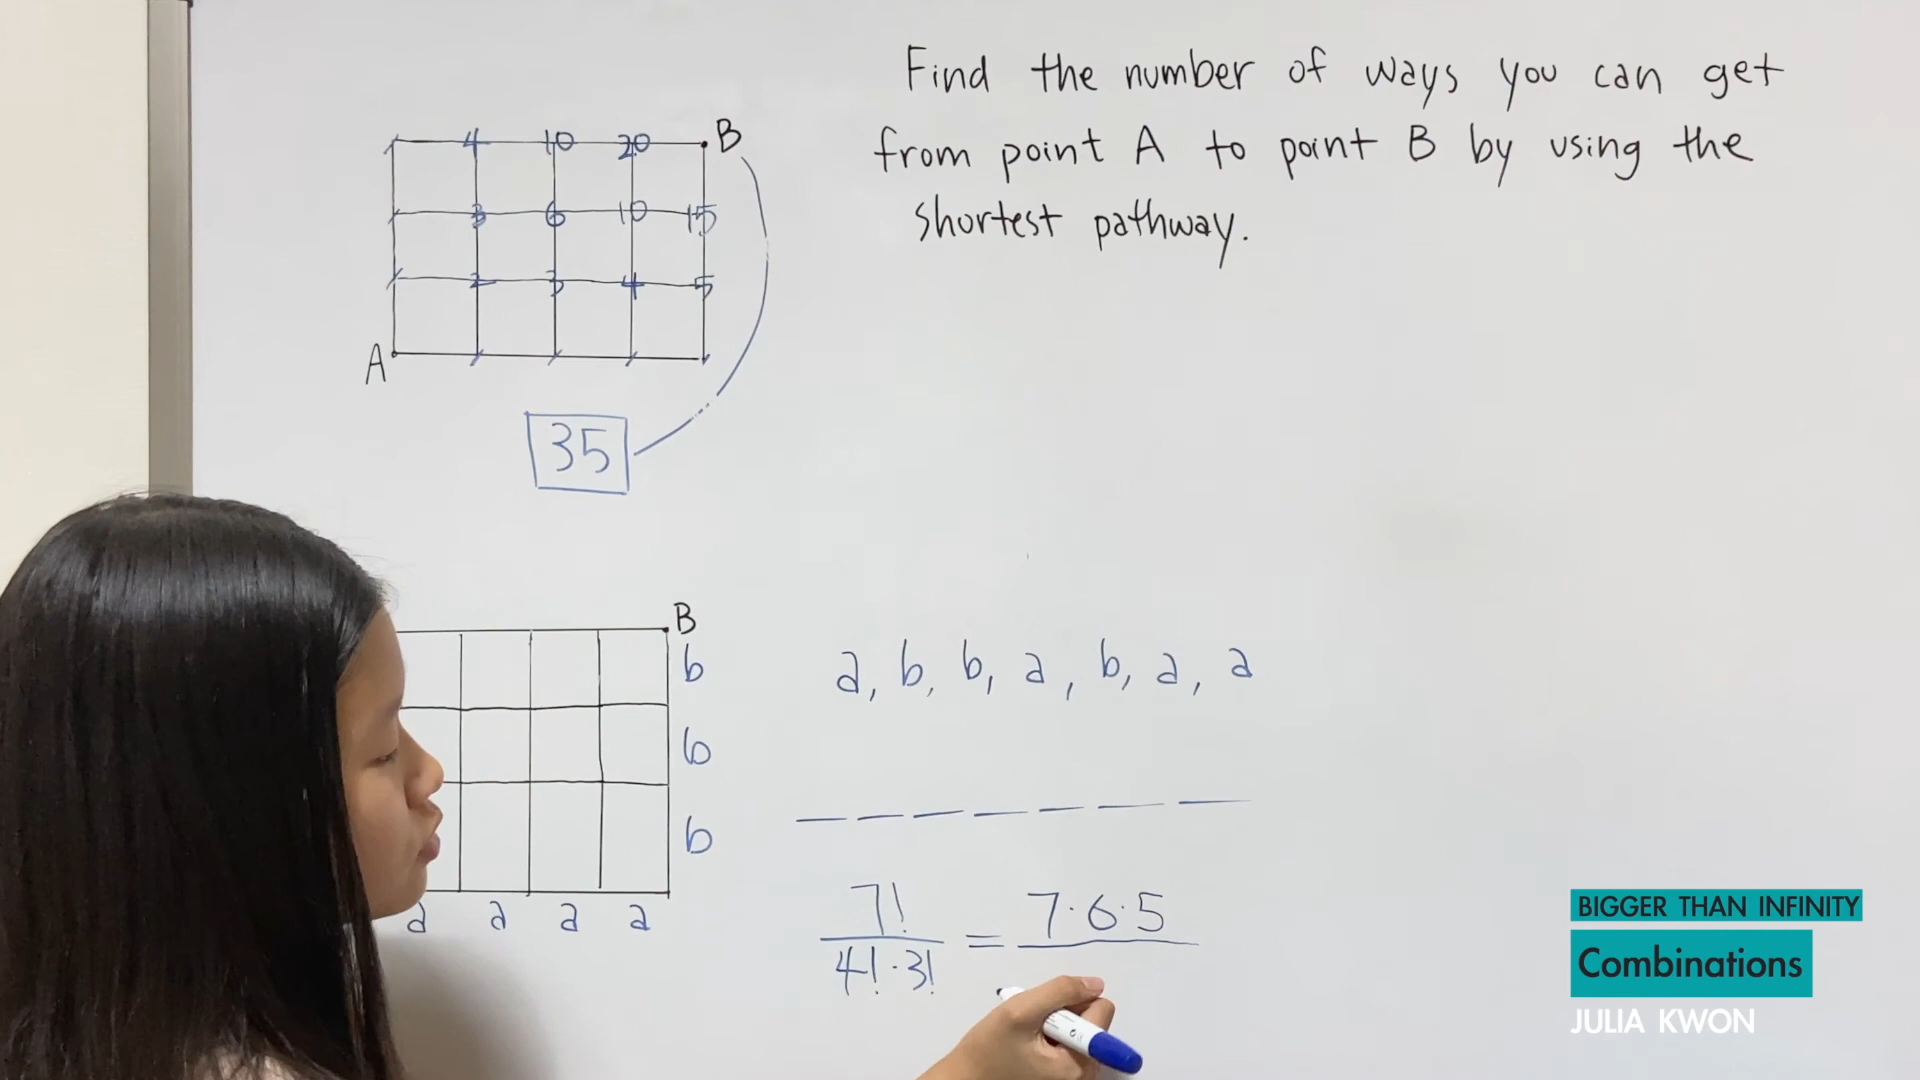 Find the number of ways you can get
from point A to point B by using the
shortest pathway.
4 10 20 B
3 6 10 15
2 3 4 5
A
35
B
b
a, b, b, a, b, a, a
b
b
a a a a
7! / 4! · 3! = 7 · 6 · 5
BIGGER THAN INFINITY
Combinations
JULIA KWON